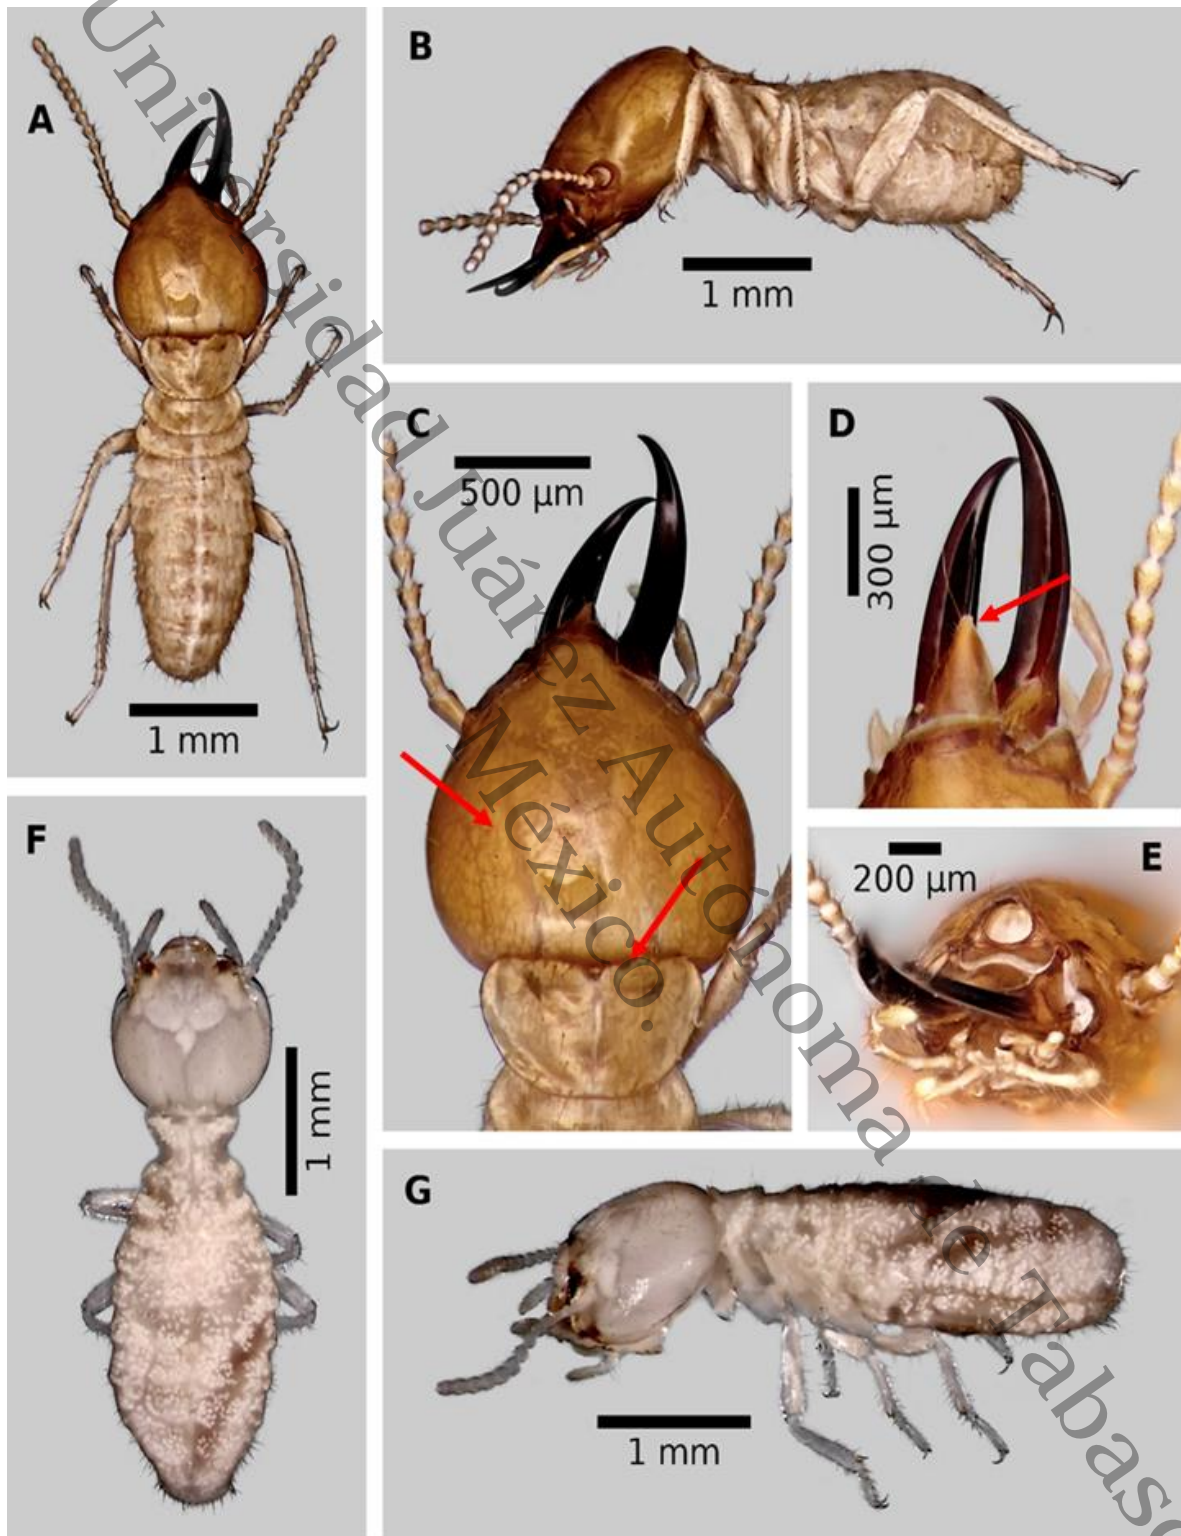 A
1 mm
B
1 mm
C
500 µm
D
300 µm
E
200 µm
F
1 mm
G
1 mm
Universidad Juárez Autónoma de Tabasco.
México.